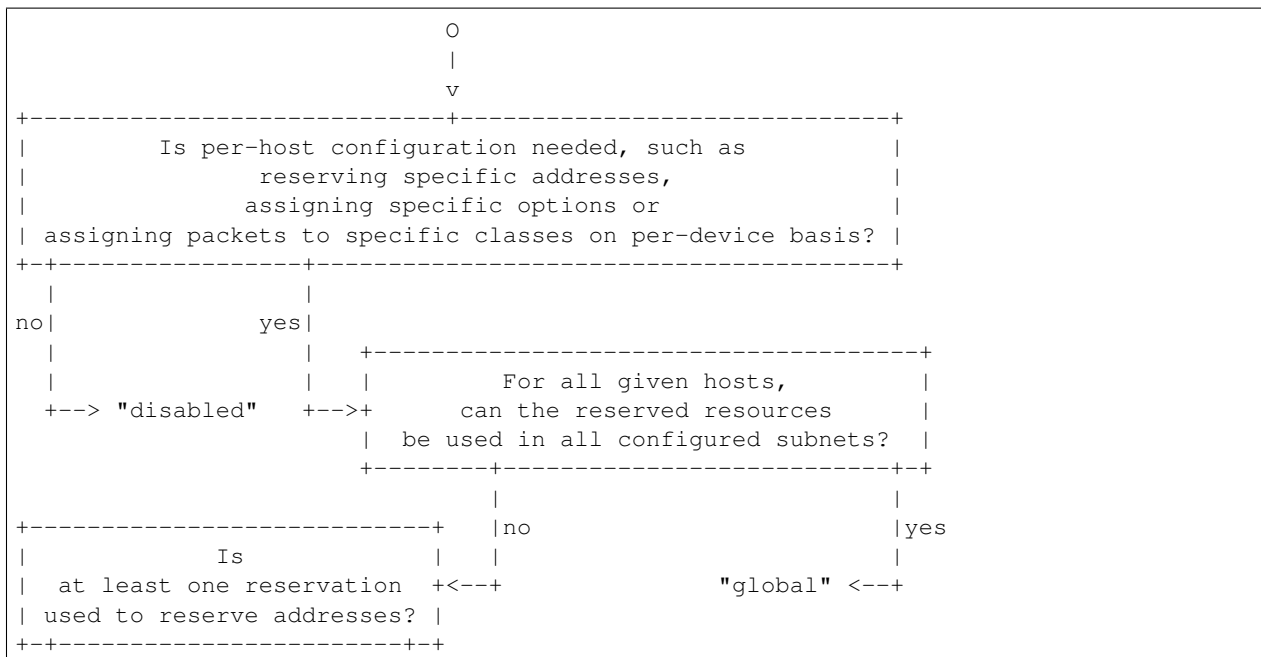 O
|
v
+-----------------------------+------------------------------+
|         Is per-host configuration needed, such as          |
|                reserving specific addresses,               |
|               assigning specific options or                |
| assigning packets to specific classes on per-device basis? |
+-+-----------------+----------------------------------------+
  |                 |
no|              yes|
  |                 |   +--------------------------------------+
  |                 |   |         For all given hosts,         |
  +--> "disabled"   +-->+      can the reserved resources      |
                        |  be used in all configured subnets?  |
                        +--------+---------------------------+-+
                                 |                           |
+----------------------------+   |no                         |yes
|             Is             |   |                           |
|  at least one reservation  +<--+               "global" <--+
| used to reserve addresses? |
+-+------------------------+-+